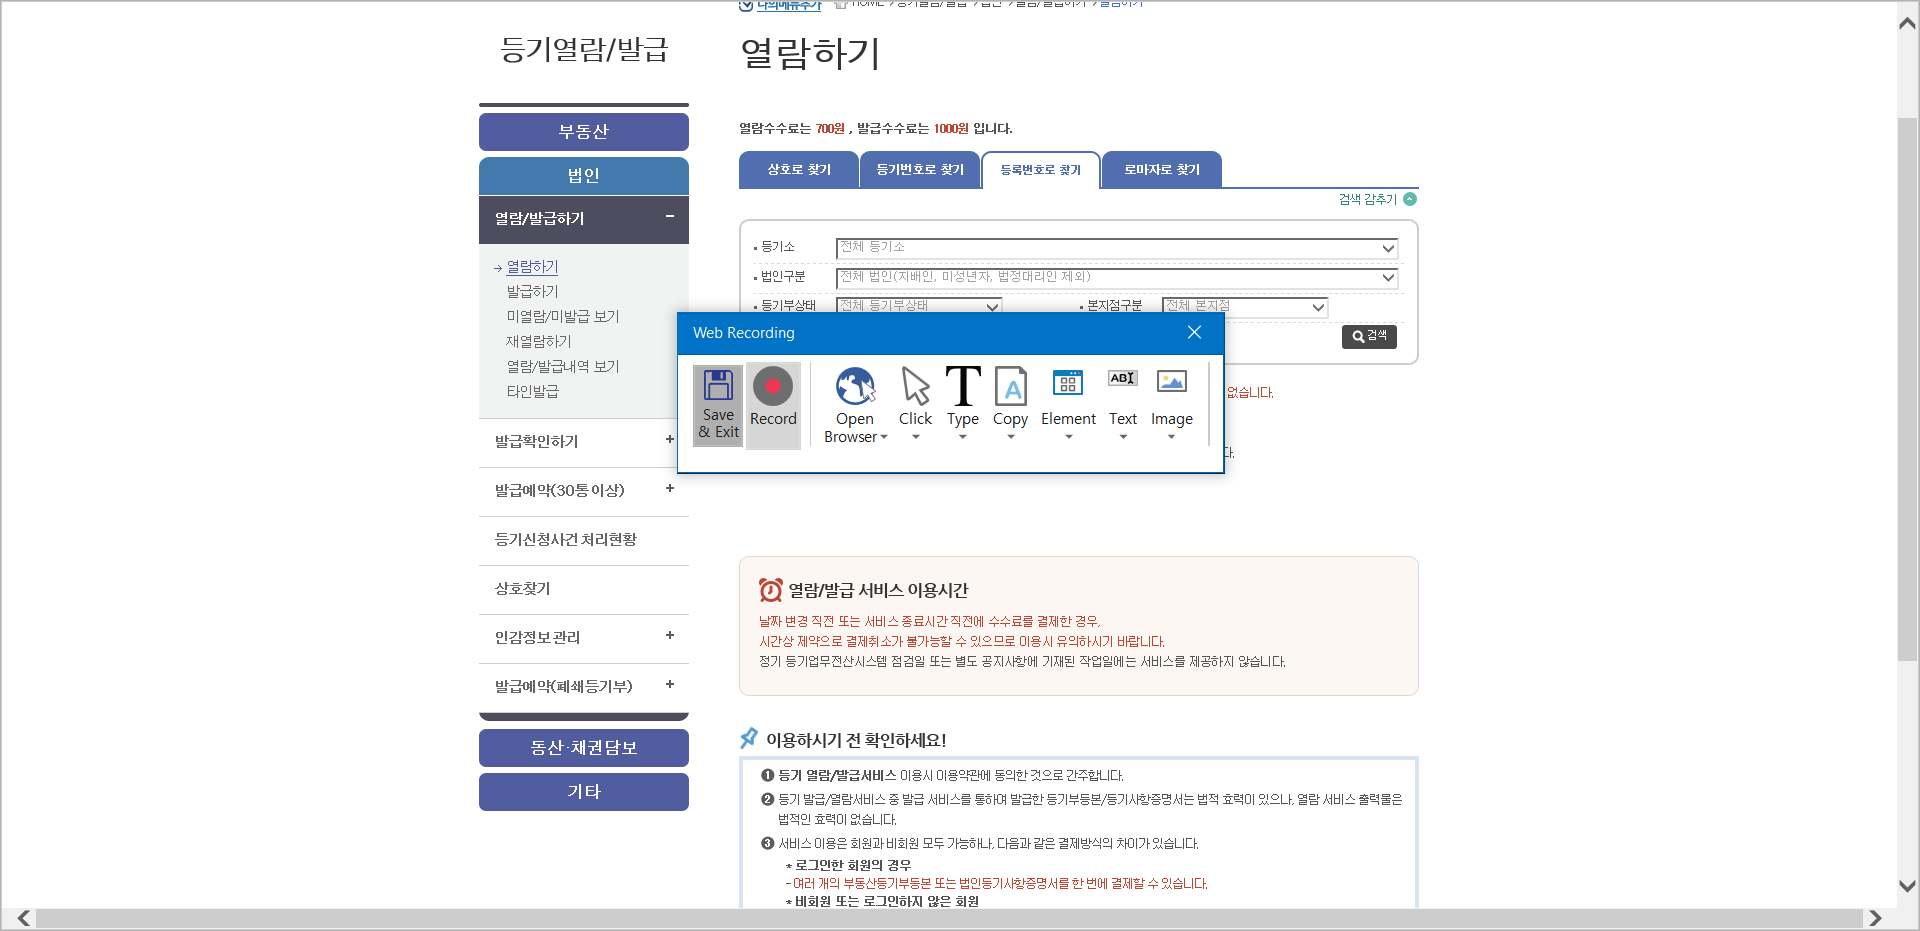 나의메뉴추가 HOME > 등기열람/발급 > 법인 > 열람/발급하기 > 열람하기
등기열람/발급
부동산
법인
열람/발급하기
열람하기
발급하기
미열람/미발급 보기
재열람하기
열람/발급내역 보기
타인발급
발급확인하기
발급예약(30통 이상)
등기신청사건 처리현황
상호찾기
인감정보관리
발급예약(폐쇄등기부)
동산·채권담보
기타
열람하기
열람수수료는 700원 , 발급수수료는 1000원 입니다.
상호로 찾기 등기번호로 찾기 등록번호로 찾기 로마자로 찾기
검색 감추기
등기소 전체 등기소
법인구분 전체 법인(지배인, 미성년자, 법정대리인 제외)
등기부상태 전체 등기부상태 본지점구분 전체 본지점
검색
Web Recording
Save & Exit
Record
Open Browser
Click
Type
Copy
Element
Text
Image
없습니다.
다.
열람/발급 서비스 이용시간
날짜 변경 직전 또는 서비스 종료시간 직전에 수수료를 결제한 경우,
시간상 제약으로 결제취소가 불가능할 수 있으므로 이용시 유의하시기 바랍니다.
정기 등기업무전산시스템 점검일 또는 별도 공지사항에 기재된 작업일에는 서비스를 제공하지 않습니다.
이용하시기 전 확인하세요!
1 등기 열람/발급서비스 이용시 이용약관에 동의한 것으로 간주합니다.
2 등기 발급/열람서비스 중 발급 서비스를 통하여 발급한 등기부등본/등기사항증명서는 법적 효력이 있으나, 열람 서비스 출력물은
법적인 효력이 없습니다.
3 서비스 이용은 회원과 비회원 모두 가능하나, 다음과 같은 결제방식의 차이가 있습니다.
* 로그인한 회원의 경우
- 여러 개의 부동산등기부등본 또는 법인등기사항증명서를 한 번에 결제할 수 있습니다.
* 비회원 또는 로그인하지 않은 회원